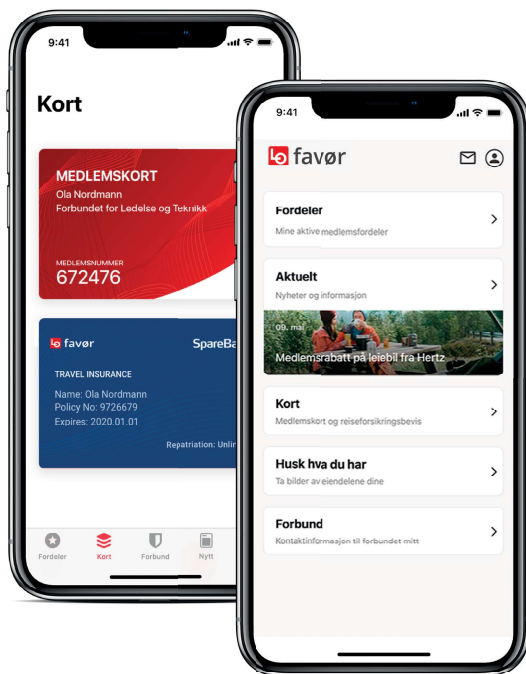 9:41
Kort
MEDLEMSKORT
Ola Nordmann
Forbundet for Ledelse og Teknikk
MEDLEMSNUMMER
672476
LO favør
TRAVEL INSURANCE
Name: Ola Nordmann
Policy No: 9726679
Expires: 2020.01.01
Repatriation:
Fordeler
Kort
Forbund
Nytt
9:41
LO favør
Fordeler
Mine aktive medlemsfordeler
Aktuelt
Nyheter og informasjon
09. mai
Medlemsrabatt på leiebil fra Hertz
Kort
Medlemskort og reiseforsikringsbevis
Husk hva du har
Ta bilder av eiendelene dine
Forbund
Kontaktinformasjon til forbundet mitt